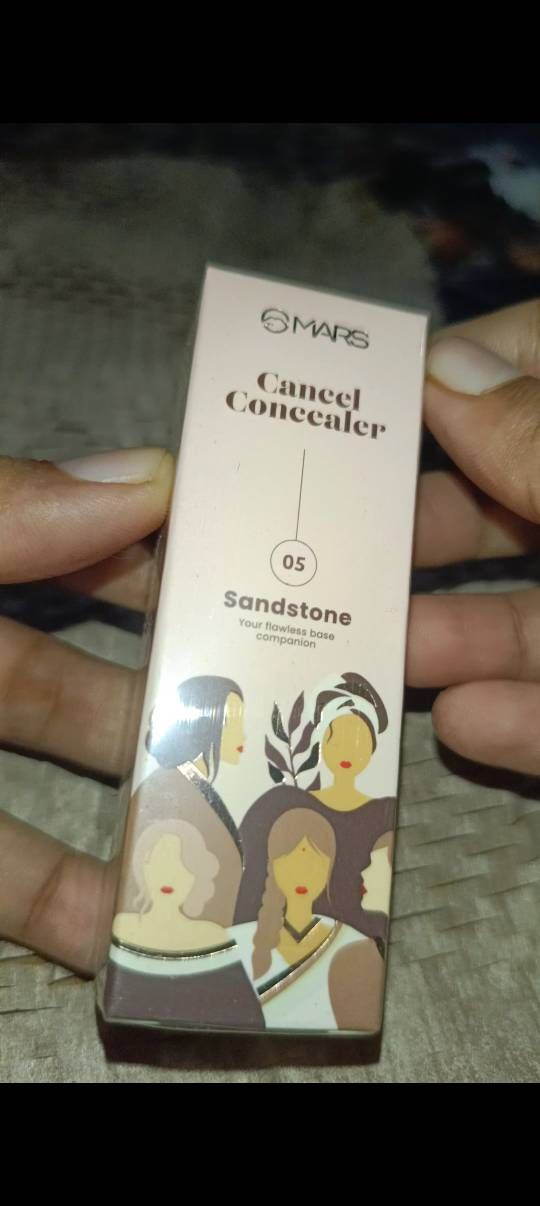 MARS
Cancel
Concealer
05
Sandstone
Your flawless base
companion